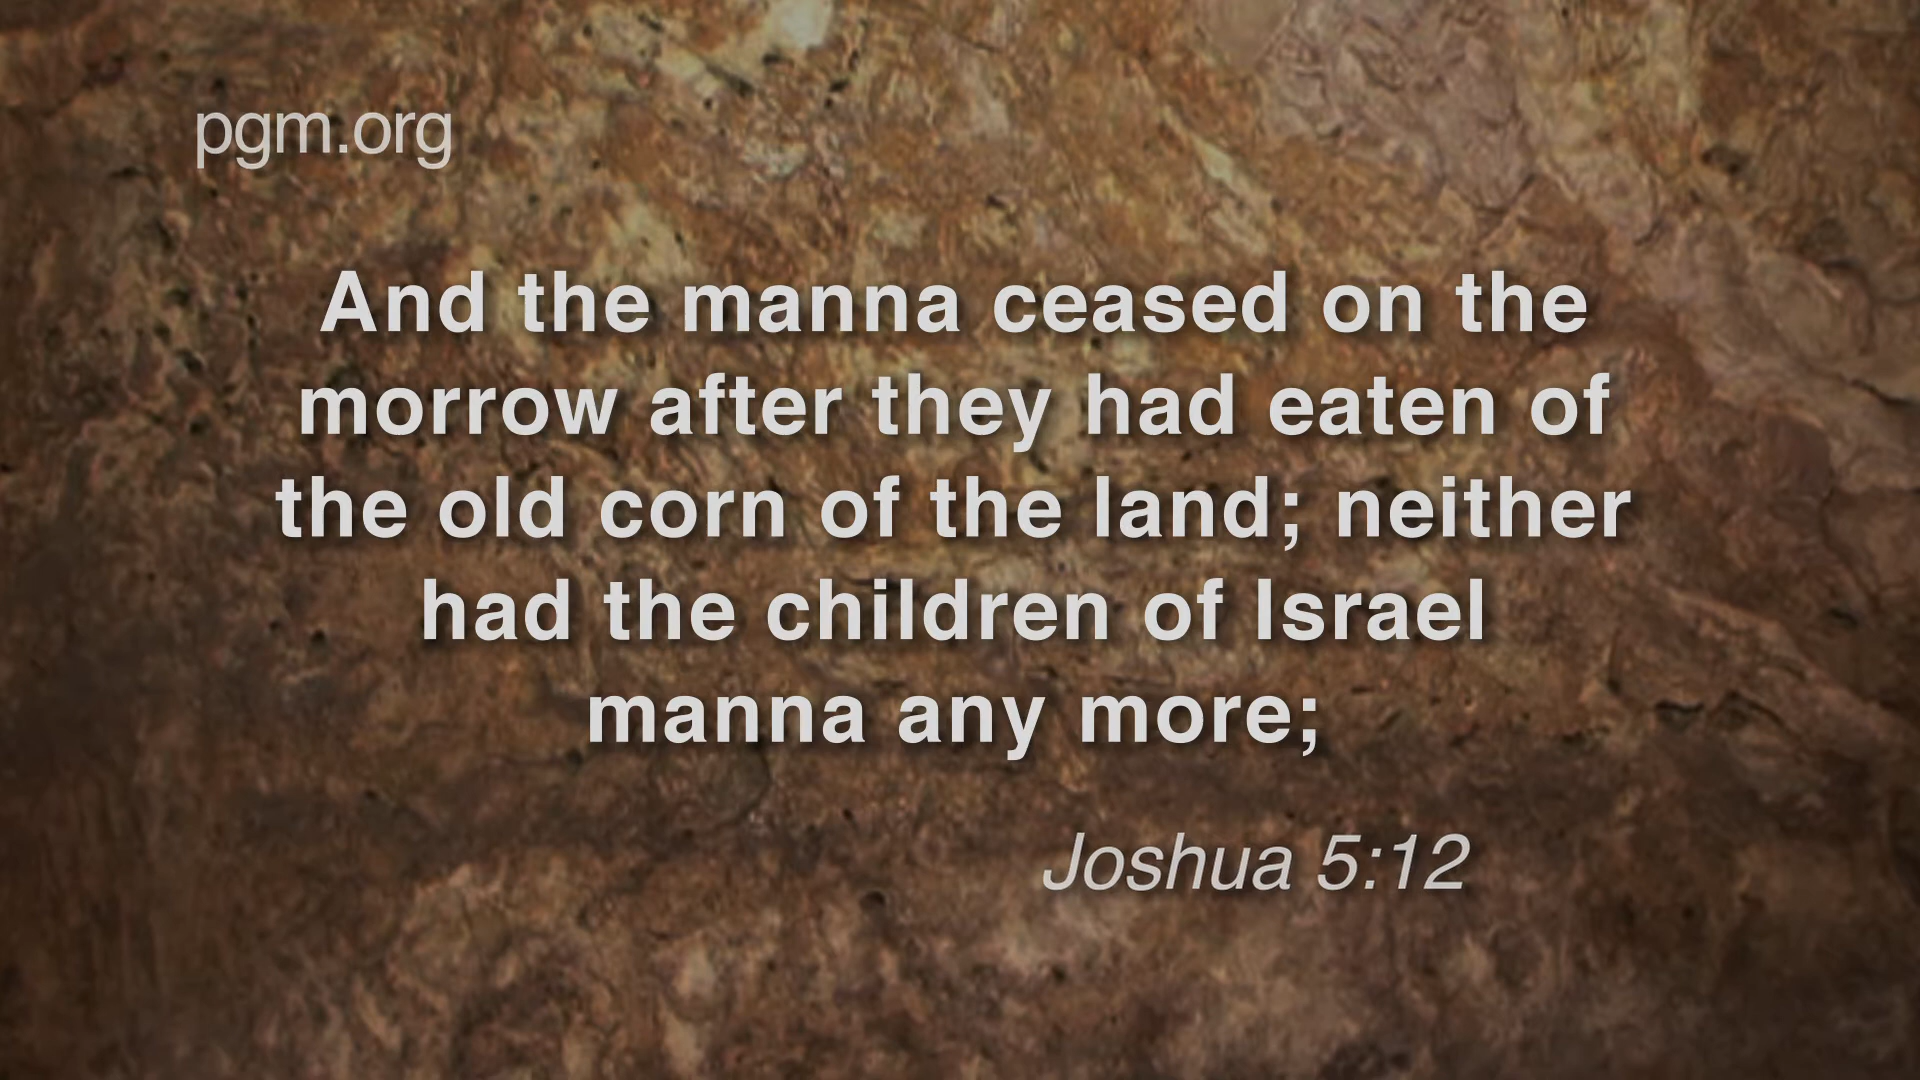 pgm.org
And the manna ceased on the
morrow after they had eaten of
the old corn of the land; neither
had the children of Israel
manna any more;
Joshua 5:12